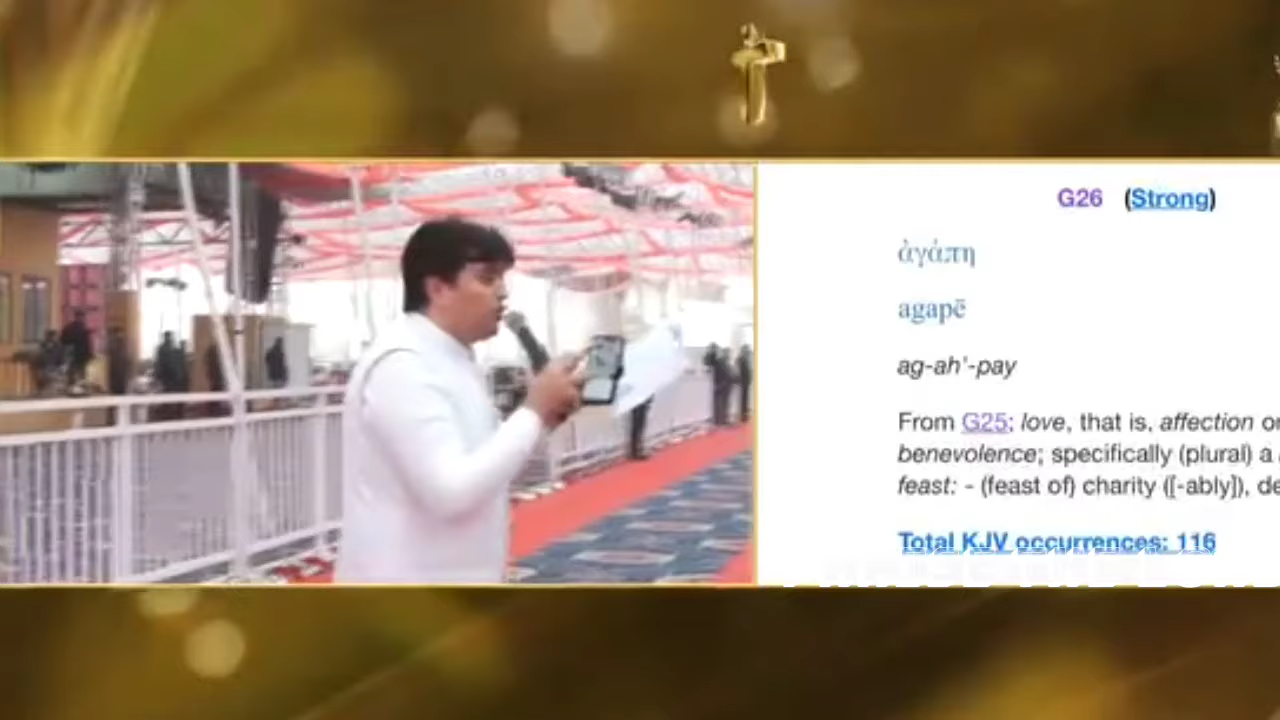 G26 (Strong)
ἀγάπη
agapē
ag-ah'-pay
From G25; love, that is, affection or
benevolence; specifically (plural) a
feast: - (feast of) charity ([-ably]), de
Total KJV occurrences: 116